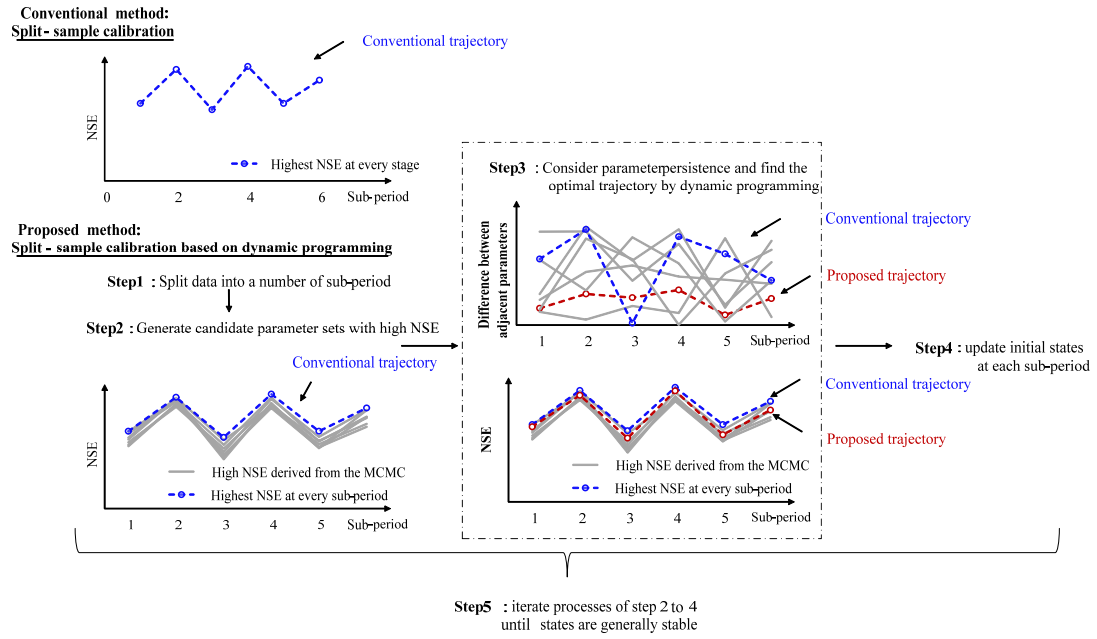 Conventional method:
Split-sample calibration
Conventional trajectory
NSE
Highest NSE at every stage
0 2 4 6 Sub-period
Proposed method:
Split-sample calibration based on dynamic programming
Step1 : Split data into a number of sub-period
Step2 : Generate candidate parameter sets with high NSE
Conventional trajectory
NSE
High NSE derived from the MCMC
Highest NSE at every sub-period
1 2 3 4 5 Sub-period
Step3 : Consider parameterpersistence and find the
optimal trajectory by dynamic programming
Conventional trajectory
Proposed trajectory
Difference between
adjacent parameters
1 2 3 4 5 Sub-period
Conventional trajectory
Proposed trajectory
NSE
High NSE derived from the MCMC
Highest NSE at every sub-period
1 2 3 4 5 Sub-period
Step4 : update initial states
at each sub-period
Step5 : iterate processes of step 2 to 4
until states are generally stable